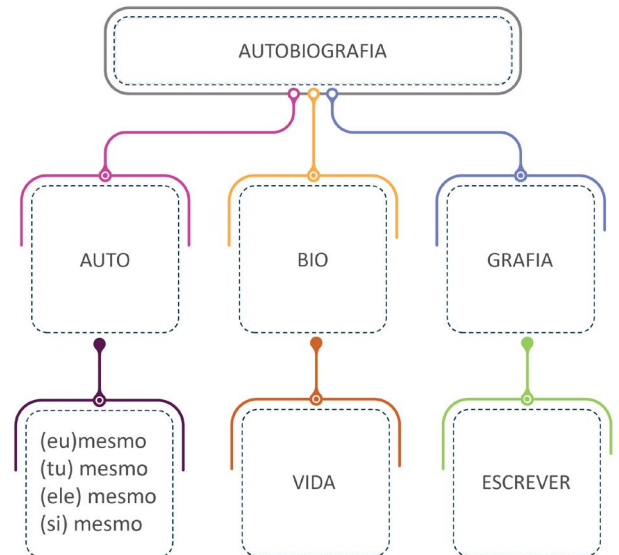 AUTOBIOGRAFIA
AUTO
BIO
GRAFIA
(eu)mesmo
(tu) mesmo
(ele) mesmo
(si) mesmo
VIDA
ESCREVER